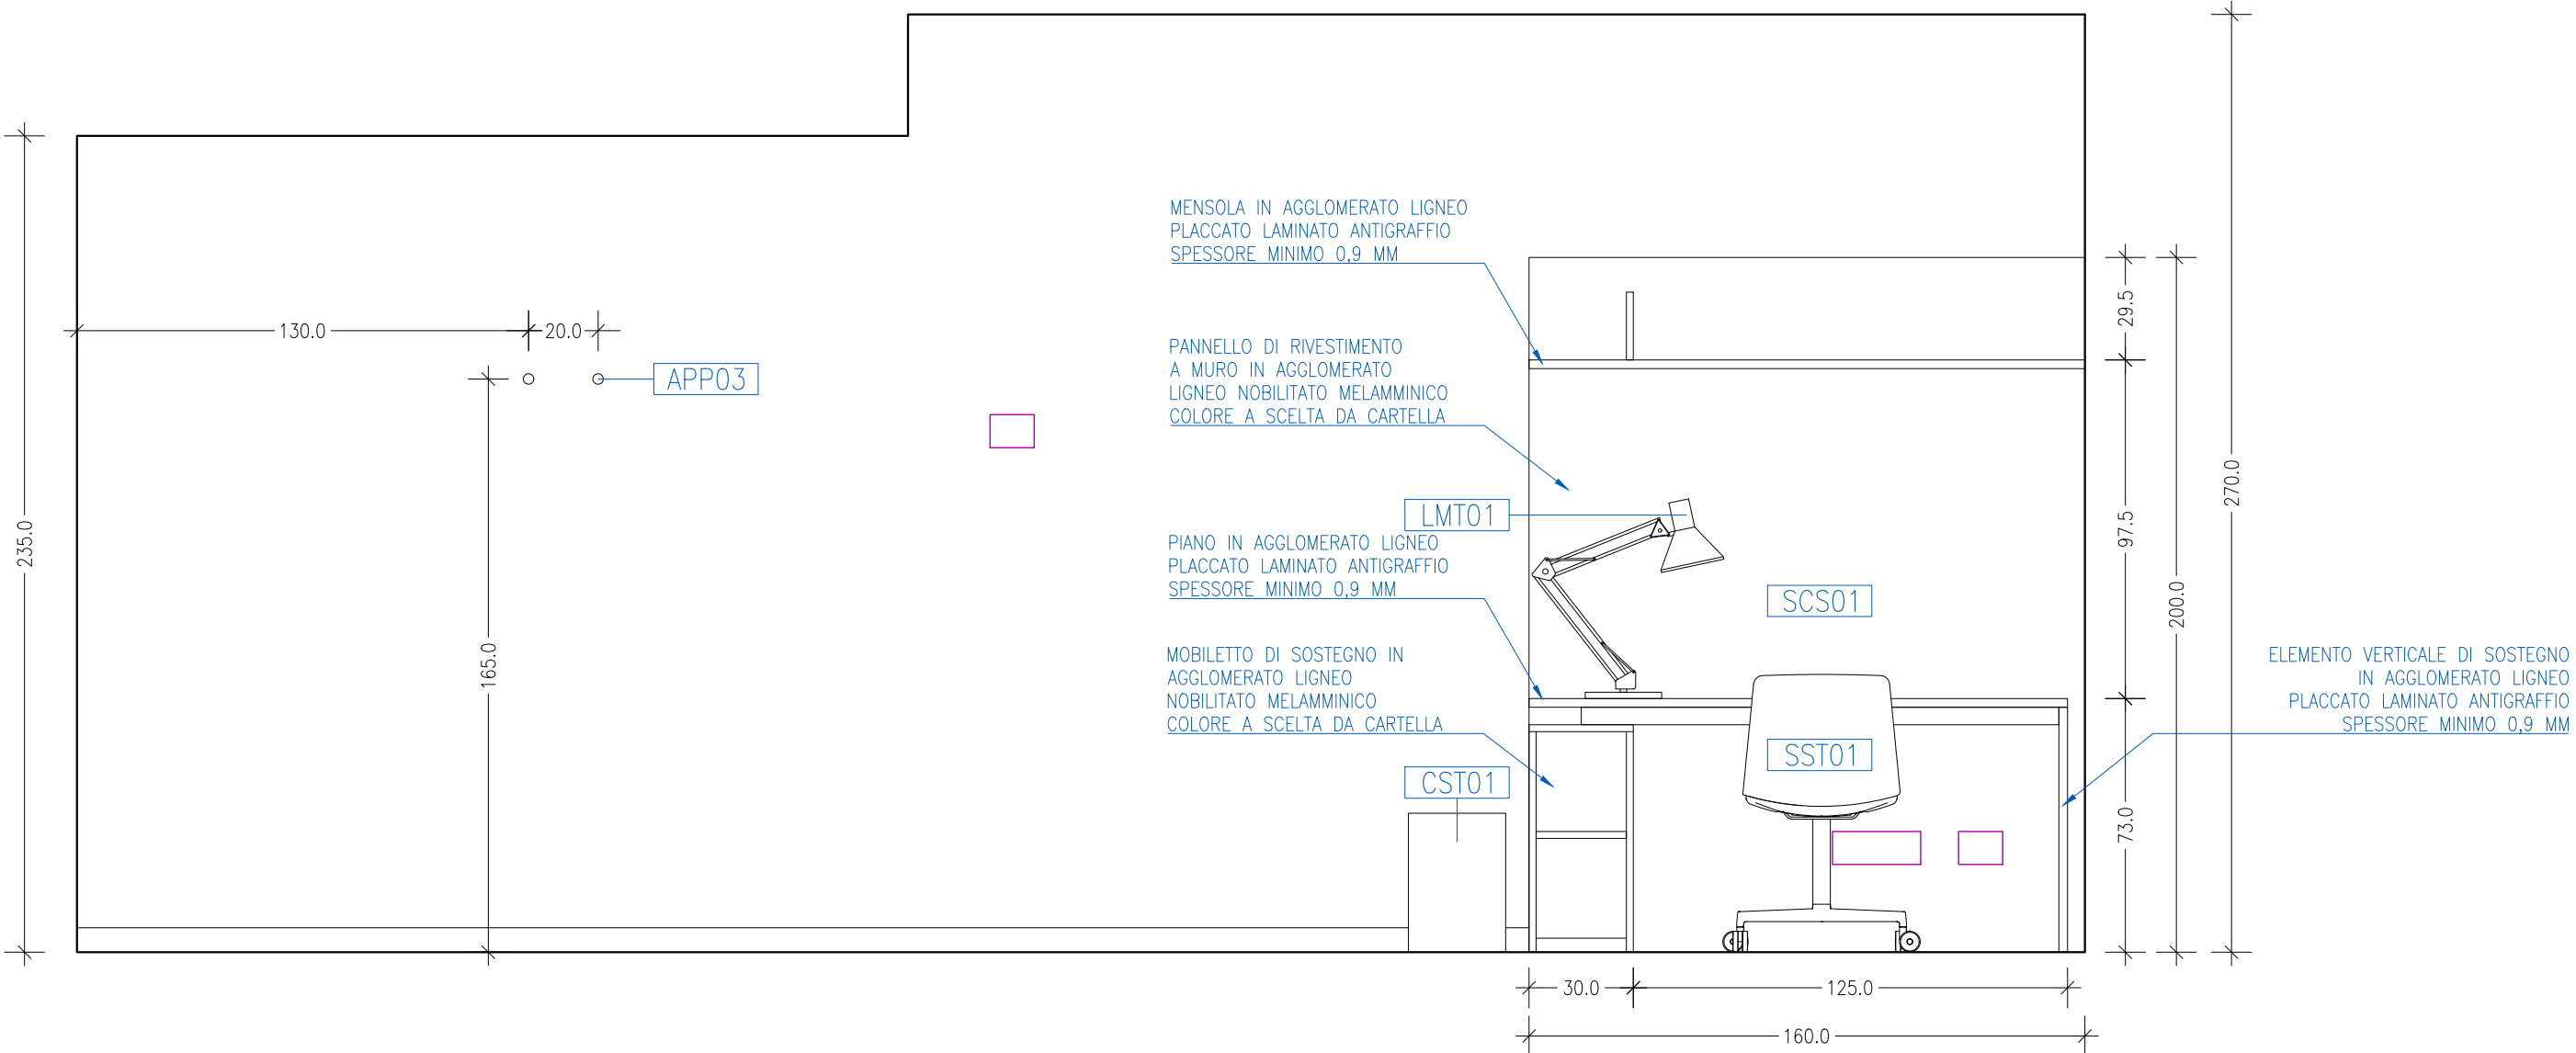 MENSOLA IN AGGLOMERATO LIGNEO
PLACCATO LAMINATO ANTIGRAFFIO
SPESSORE MINIMO 0,9 MM
29.5
130.0
20.0
PANNELLO DI RIVESTIMENTO
A MURO IN AGGLOMERATO
LIGNEO NOBILITATO MELAMMINICO
COLORE A SCELTA DA CARTELLA
APP03
270.0
LMT01
235.0
97.5
PIANO IN AGGLOMERATO LIGNEO
PLACCATO LAMINATO ANTIGRAFFIO
SPESSORE MINIMO 0,9 MM
SCS01
200.0
165.0
MOBILETTO DI SOSTEGNO IN
AGGLOMERATO LIGNEO
NOBILITATO MELAMMINICO
COLORE A SCELTA DA CARTELLA
ELEMENTO VERTICALE DI SOSTEGNO
IN AGGLOMERATO LIGNEO
PLACCATO LAMINATO ANTIGRAFFIO
SPESSORE MINIMO 0,9 MM
SST01
CST01
73.0
30.0
125.0
160.0